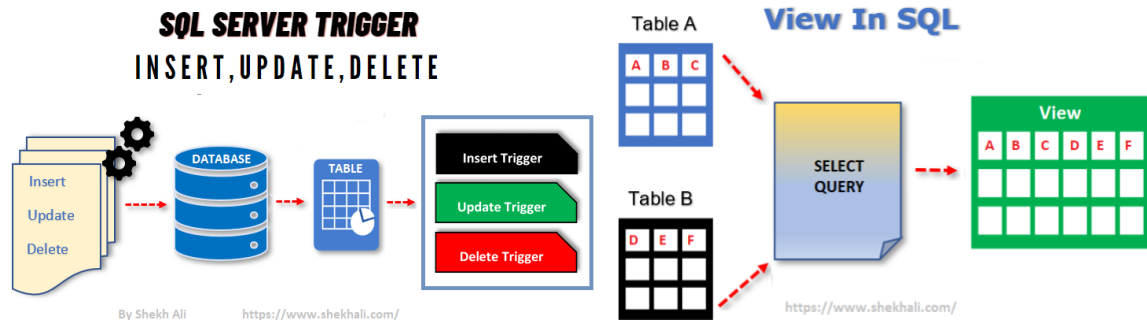 SQL SERVER TRIGGER
INSERT,UPDATE,DELETE
Insert
Update
Delete
DATABASE
TABLE
Insert Trigger
Update Trigger
Delete Trigger
By Shekh Ali https://www.shekhali.com/
View In SQL
Table A
A B C
Table B
D E F
SELECT
QUERY
View
A B C D E F
https://www.shekhali.com/